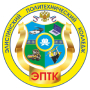 ЭЛИСТИНСКИЙ ПОЛИТЕХНИЧЕСКИЙ КОЛЛЕДЖ
ЭПТК